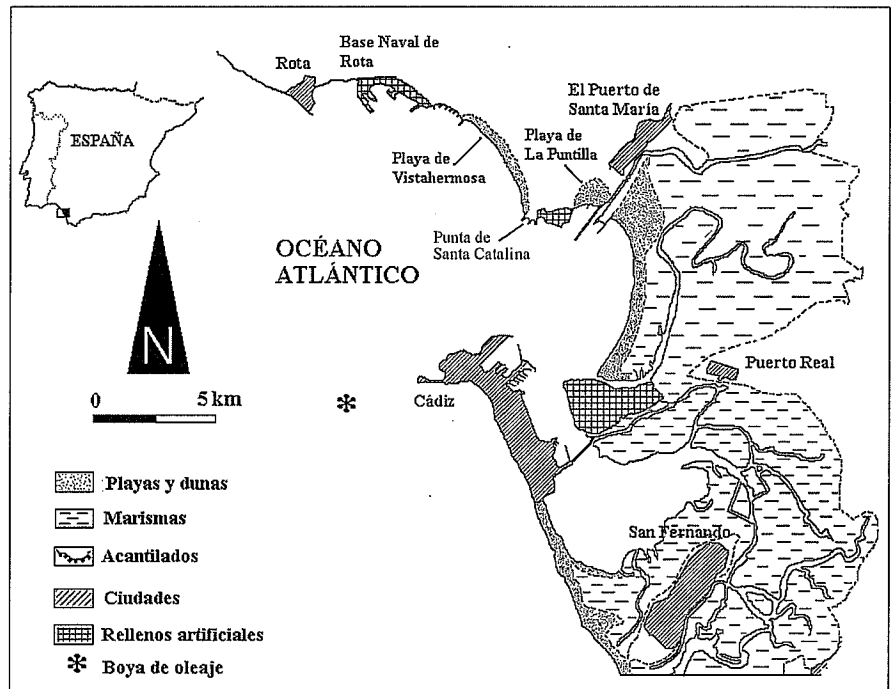 Base Naval de
Rota
Rota
El Puerto de
Santa María
ESPAÑA
Playa de
La Puntilla
Playa de
Vistahermosa
Punta de
Santa Catalina
OCÉANO
ATLÁNTICO
N
Puerto Real
0 5 km
Cádiz
Playas y dunas
Marismas
San Fernando
Acantilados
Ciudades
Rellenos artificiales
Boya de oleaje